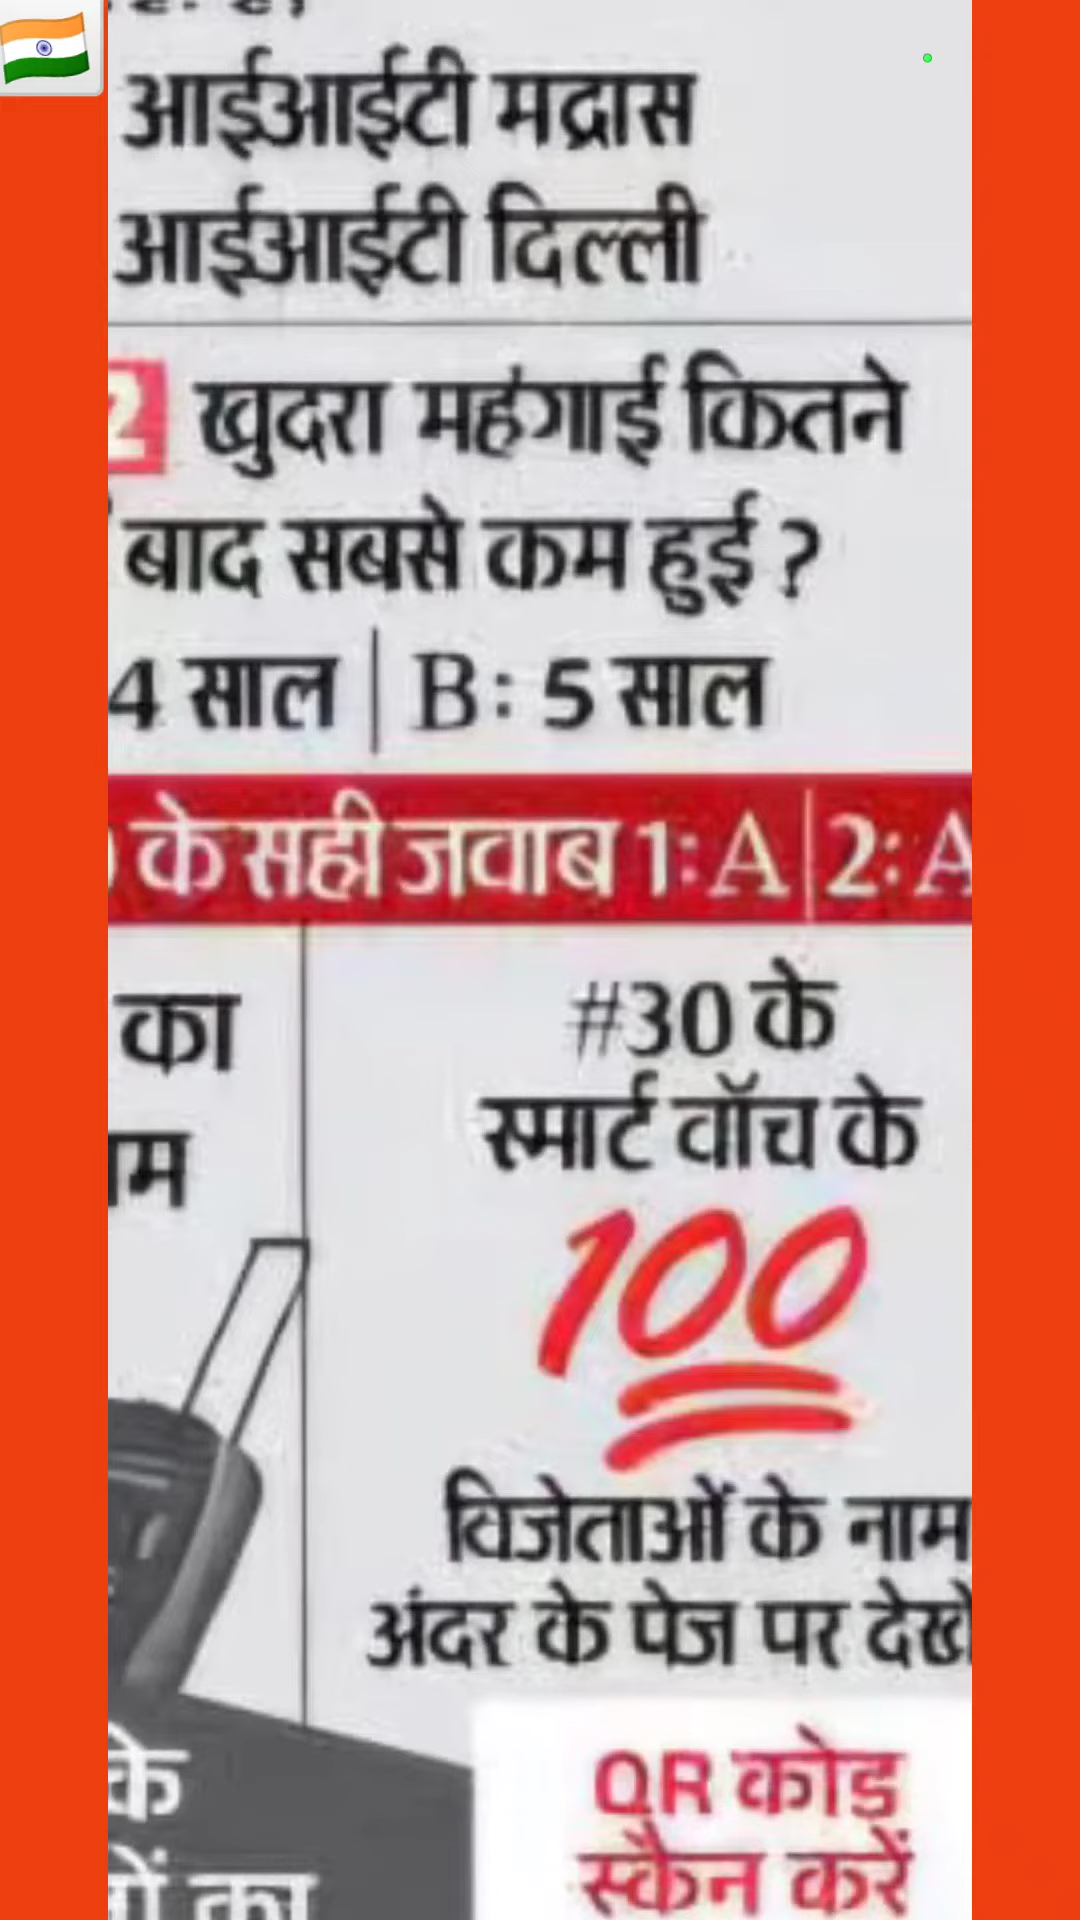 आईआईटी मद्रास
आईआईटी दिल्ली
2 खुदरा महंगाई कितने
बाद सबसे कम हुई ?
4 साल | B: 5 साल
के सही जवाब 1: A | 2: A
का
#30 के
स्मार्ट वॉच के
100
विजेताओं के नाम
अंदर के पेज पर देखें
के
QR कोड
स्कैन करें
का